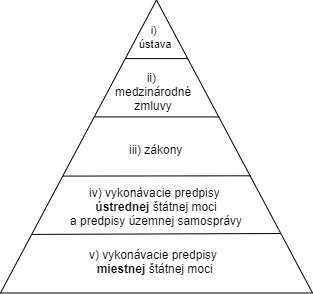 i)
ústava
ii)
medzinárodné
zmluvy
iii) zákony
iv) vykonávacie predpisy
ústrednej štátnej moci
a predpisy územnej samosprávy
v) vykonávacie predpisy
miestnej štátnej moci